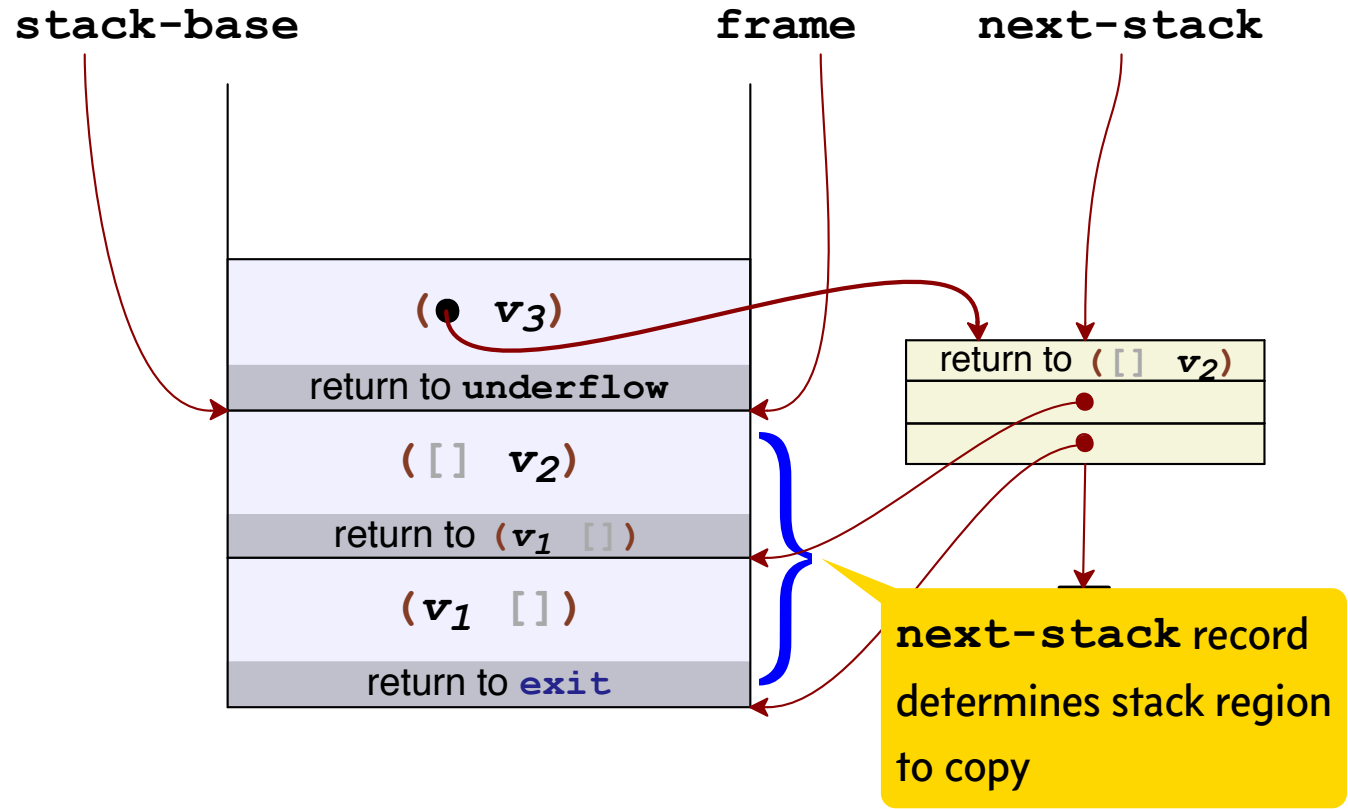 stack-base frame next-stack
(● v3)
return to underflow
return to ([] v2)
([] v2)
return to (v1 [])
(v1 [])
return to exit
next-stack record
determines stack region
to copy